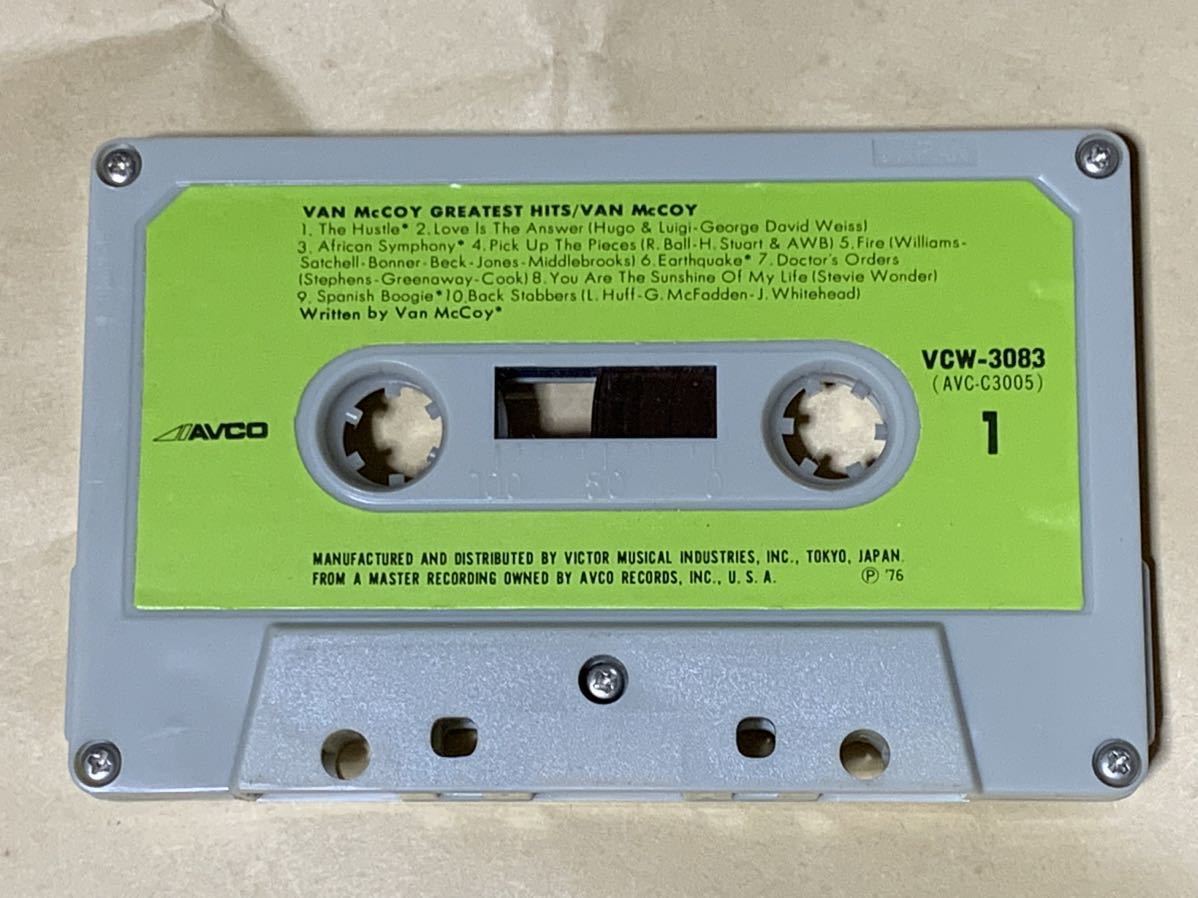 VAN McCOY GREATEST HITS/VAN McCOY
1. The Hustle* 2. Love Is The Answer (Hugo & Luigi-George David Weiss)
3. African Symphony* 4. Pick Up The Pieces (R. Ball-H. Stuart & AWB) 5. Fire (Williams-
Satchell-Bonner-Beck-Jones-Middlebrooks) 6. Earthquake* 7. Doctor's Orders
(Stephens-Greenaway-Cook) 8. You Are The Sunshine Of My Life (Stevie Wonder)
9. Spanish Boogie* 10. Back Stabbers (L. Huff-G. McFadden-J. Whitehead)
Written by Van McCoy*
VCW-3083
(AVC-C3005)
AVCO
1
100 50 0
MANUFACTURED AND DISTRIBUTED BY VICTOR MUSICAL INDUSTRIES, INC., TOKYO, JAPAN.
FROM A MASTER RECORDING OWNED BY AVCO RECORDS, INC., U. S. A. Ⓟ '76